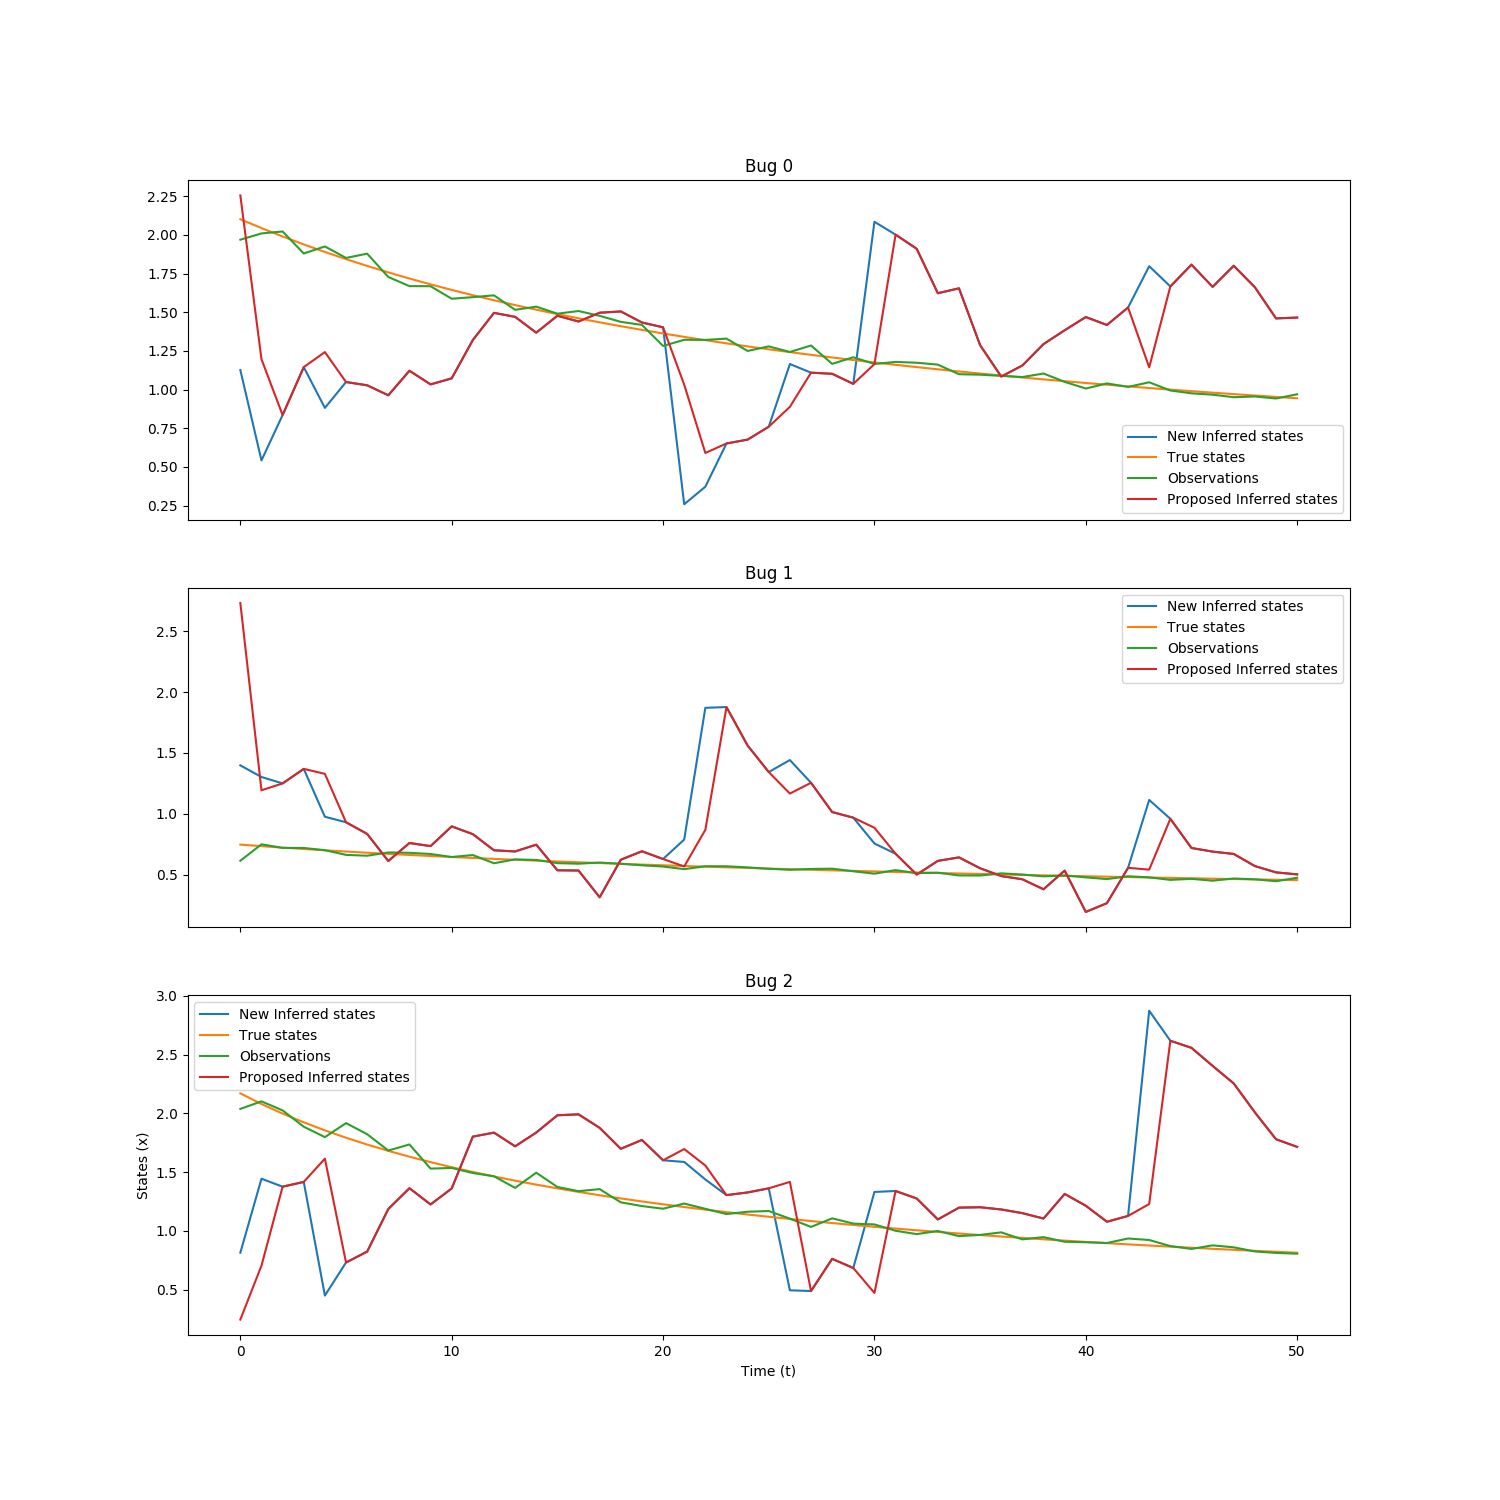 Bug 0
2.25
2.00
1.75
1.50
1.25
1.00
0.75
0.50
0.25
New Inferred states
True states
Observations
Proposed Inferred states
Bug 1
2.5
2.0
1.5
1.0
0.5
New Inferred states
True states
Observations
Proposed Inferred states
Bug 2
3.0
2.5
2.0
1.5
1.0
0.5
States (x)
New Inferred states
True states
Observations
Proposed Inferred states
0 10 20 30 40 50
Time (t)